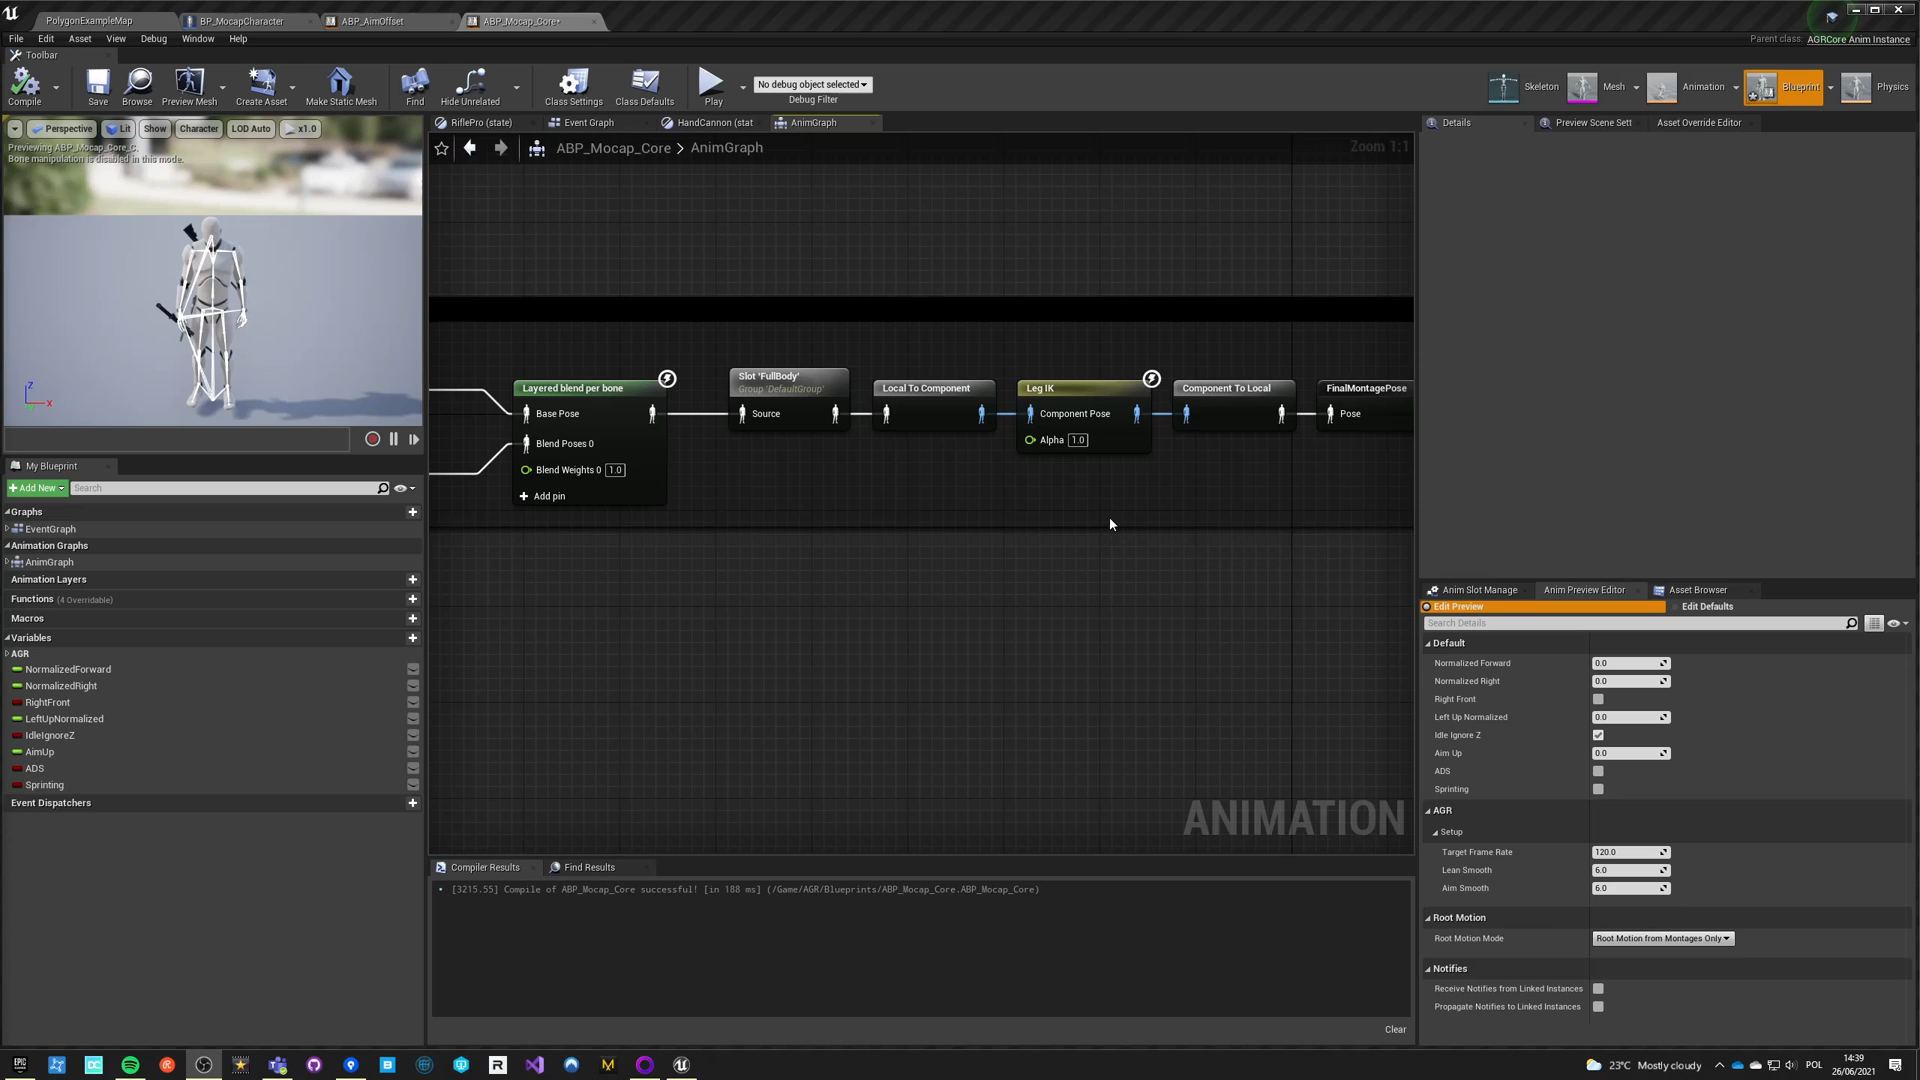 PolygonExampleMap
BP_MocapCharacter
ABP_AimOffset
ABP_Mocap_Core*
File Edit Asset View Debug Window Help
Parent class: AGRCore Anim Instance
Toolbar
Compile
Save
Browse
Preview Mesh
Create Asset
Make Static Mesh
Find
Hide Unrelated
Class Settings
Class Defaults
Play
No debug object selected
Debug Filter
Skeleton
Mesh
Animation
Blueprint
Physics
Perspective
Lit
Show
Character
LOD Auto
x1.0
Previewing ABP_Mocap_Core_C.
Bone manipulation is disabled in this mode.
Z
X
RiflePro (state)
Event Graph
HandCannon (stat
AnimGraph
ABP_Mocap_Core > AnimGraph
Zoom 1:1
Layered blend per bone
Base Pose
Blend Poses 0
Blend Weights 0 1.0
Add pin
Slot 'FullBody'
Group 'DefaultGroup'
Source
Local To Component
Leg IK
Component Pose
Alpha 1.0
Component To Local
FinalMontagePose
Pose
ANIMATION
My Blueprint
Add New
Search
Graphs
EventGraph
Animation Graphs
AnimGraph
Animation Layers
Functions (4 Overridable)
Macros
Variables
AGR
NormalizedForward
NormalizedRight
RightFront
LeftUpNormalized
IdleIgnoreZ
AimUp
ADS
Sprinting
Event Dispatchers
Compiler Results
Find Results
[3215.55] Compile of ABP_Mocap_Core successful! [in 188 ms] (/Game/AGR/Blueprints/ABP_Mocap_Core.ABP_Mocap_Core)
Clear
Details
Preview Scene Sett
Asset Override Editor
Anim Slot Manage
Anim Preview Editor
Asset Browser
Edit Preview
Edit Defaults
Search Details
Default
Normalized Forward 0.0
Normalized Right 0.0
Right Front
Left Up Normalized 0.0
Idle Ignore Z
Aim Up 0.0
ADS
Sprinting
AGR
Setup
Target Frame Rate 120.0
Lean Smooth 6.0
Aim Smooth 6.0
Root Motion
Root Motion Mode Root Motion from Montages Only
Notifies
Receive Notifies from Linked Instances
Propagate Notifies to Linked Instances
23°C Mostly cloudy
POL
14:39
26/06/2021